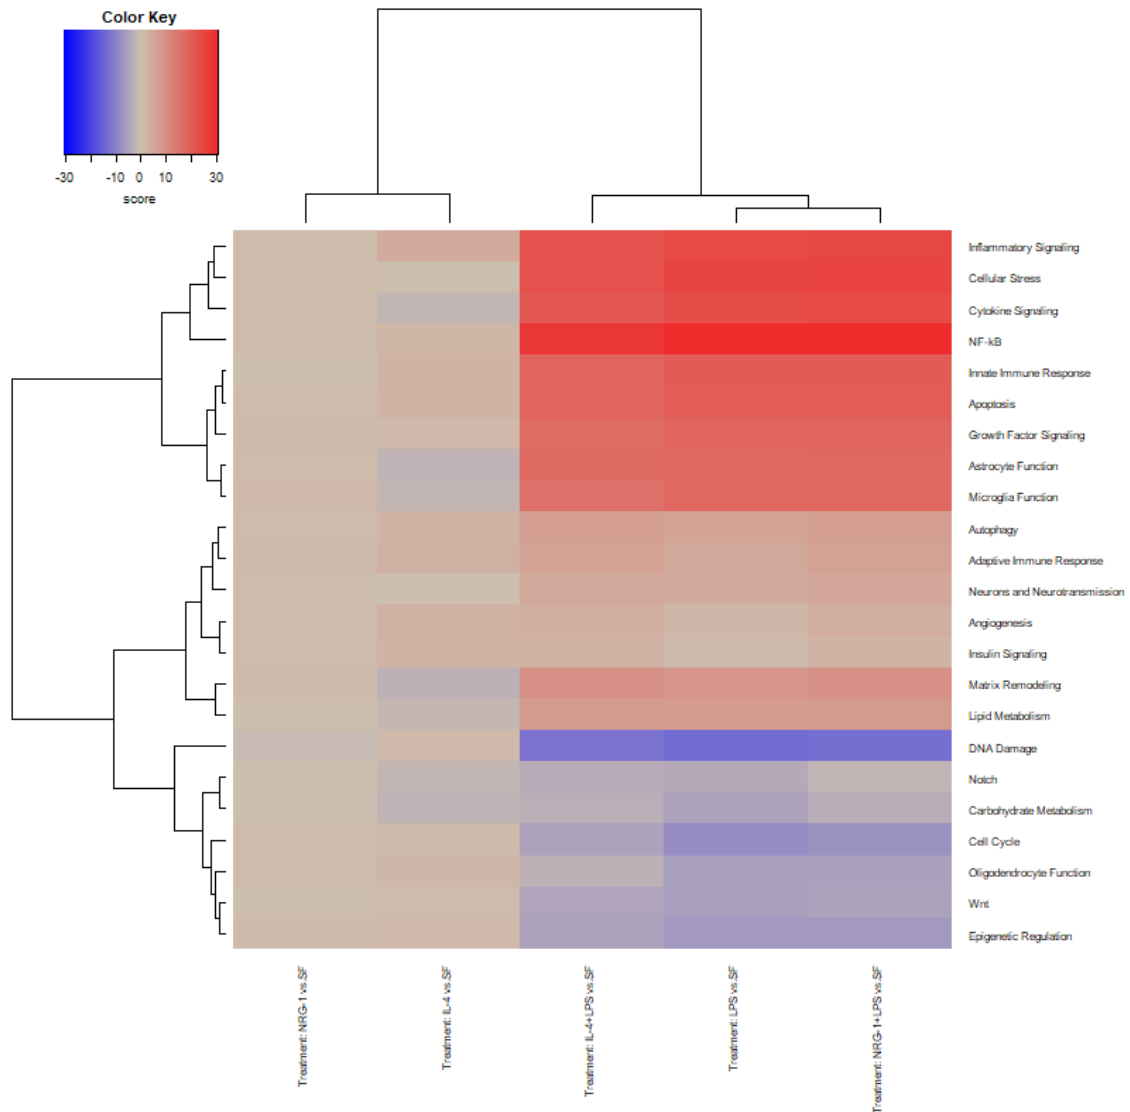 Color Key
-30 -10 0 10 30
score
Inflammatory Signaling
Cellular Stress
Cytokine Signaling
NF-kB
Innate Immune Response
Apoptosis
Growth Factor Signaling
Astrocyte Function
Microglia Function
Autophagy
Adaptive Immune Response
Neurons and Neurotransmission
Angiogenesis
Insulin Signaling
Matrix Remodeling
Lipid Metabolism
DNA Damage
Notch
Carbohydrate Metabolism
Cell Cycle
Oligodendrocyte Function
Wnt
Epigenetic Regulation
Treatment: NRG-1 vs.SF
Treatment: IL-4 vs.SF
Treatment: IL-4+LPS vs.SF
Treatment: LPS vs.SF
Treatment: NRG-1+LPS vs.SF